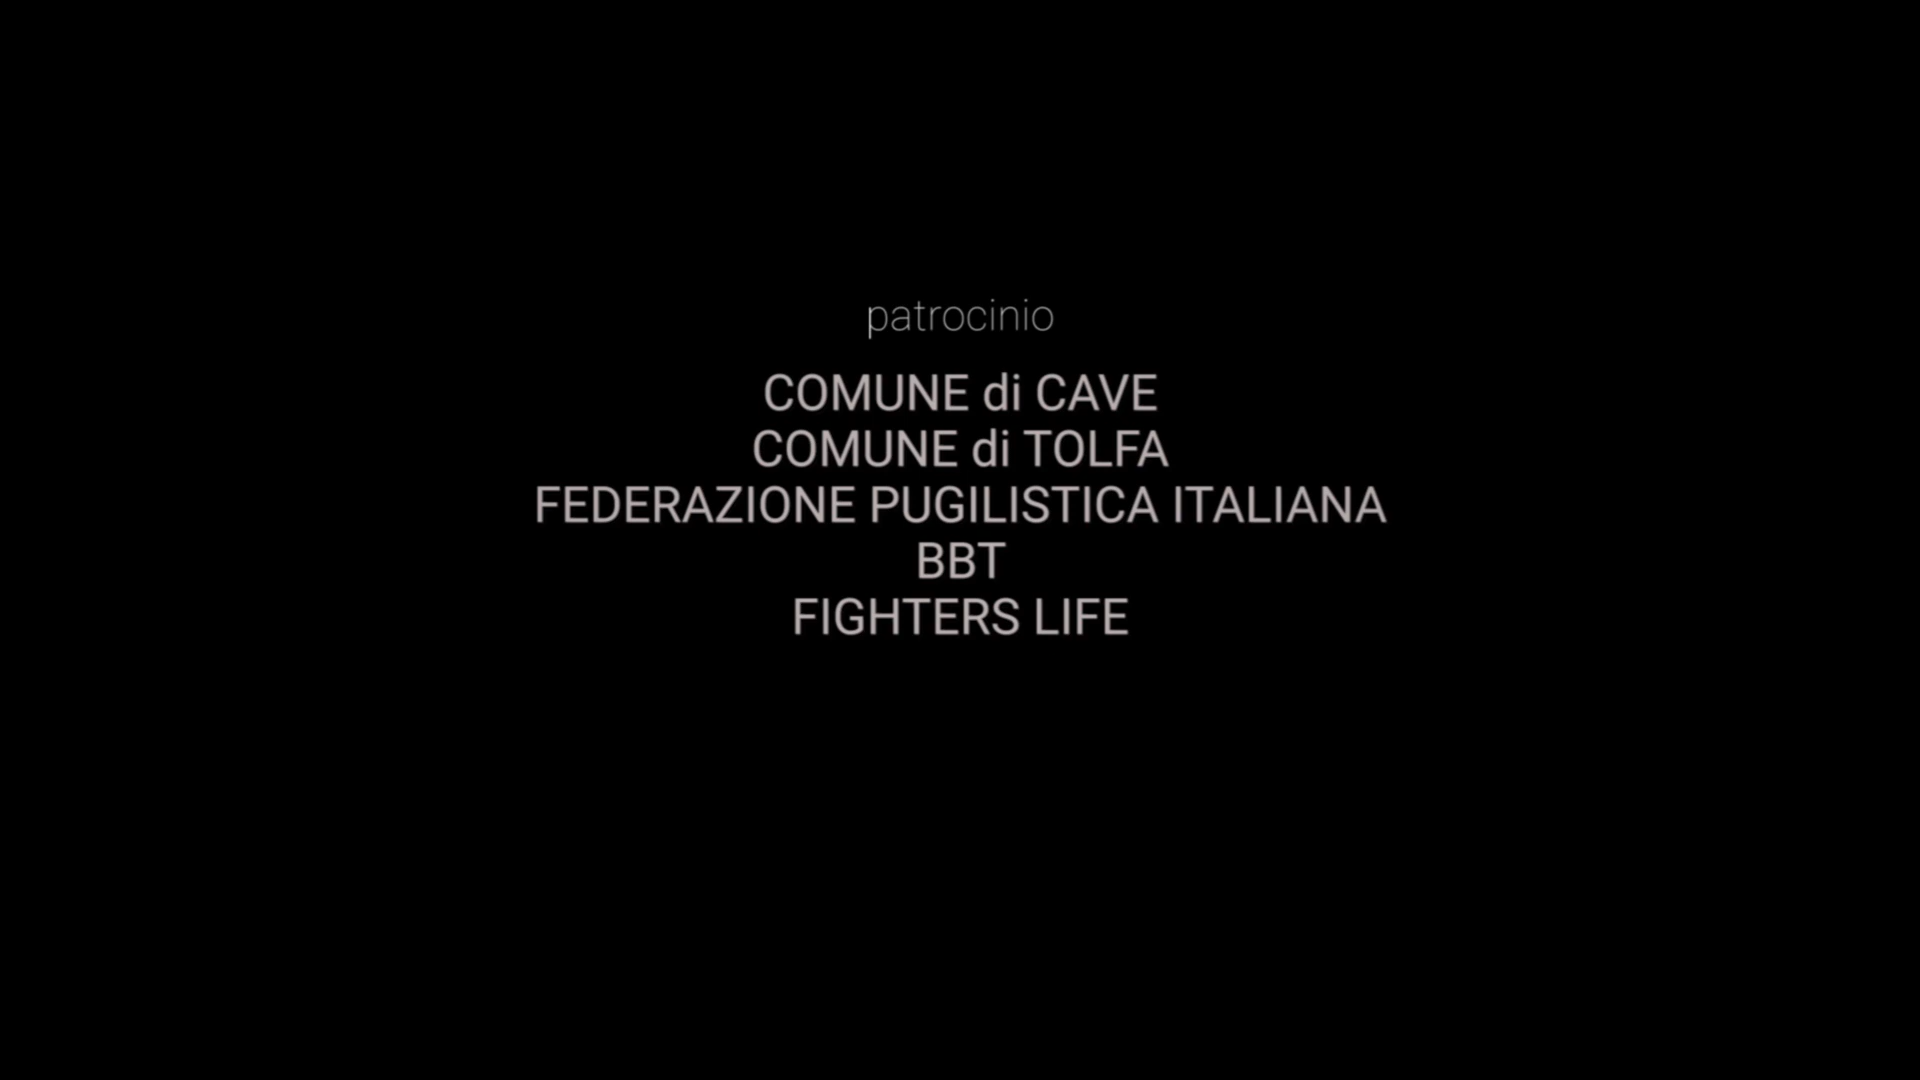 patrocinio
COMUNE di CAVE
COMUNE di TOLFA
FEDERAZIONE PUGILISTICA ITALIANA
BBT
FIGHTERS LIFE